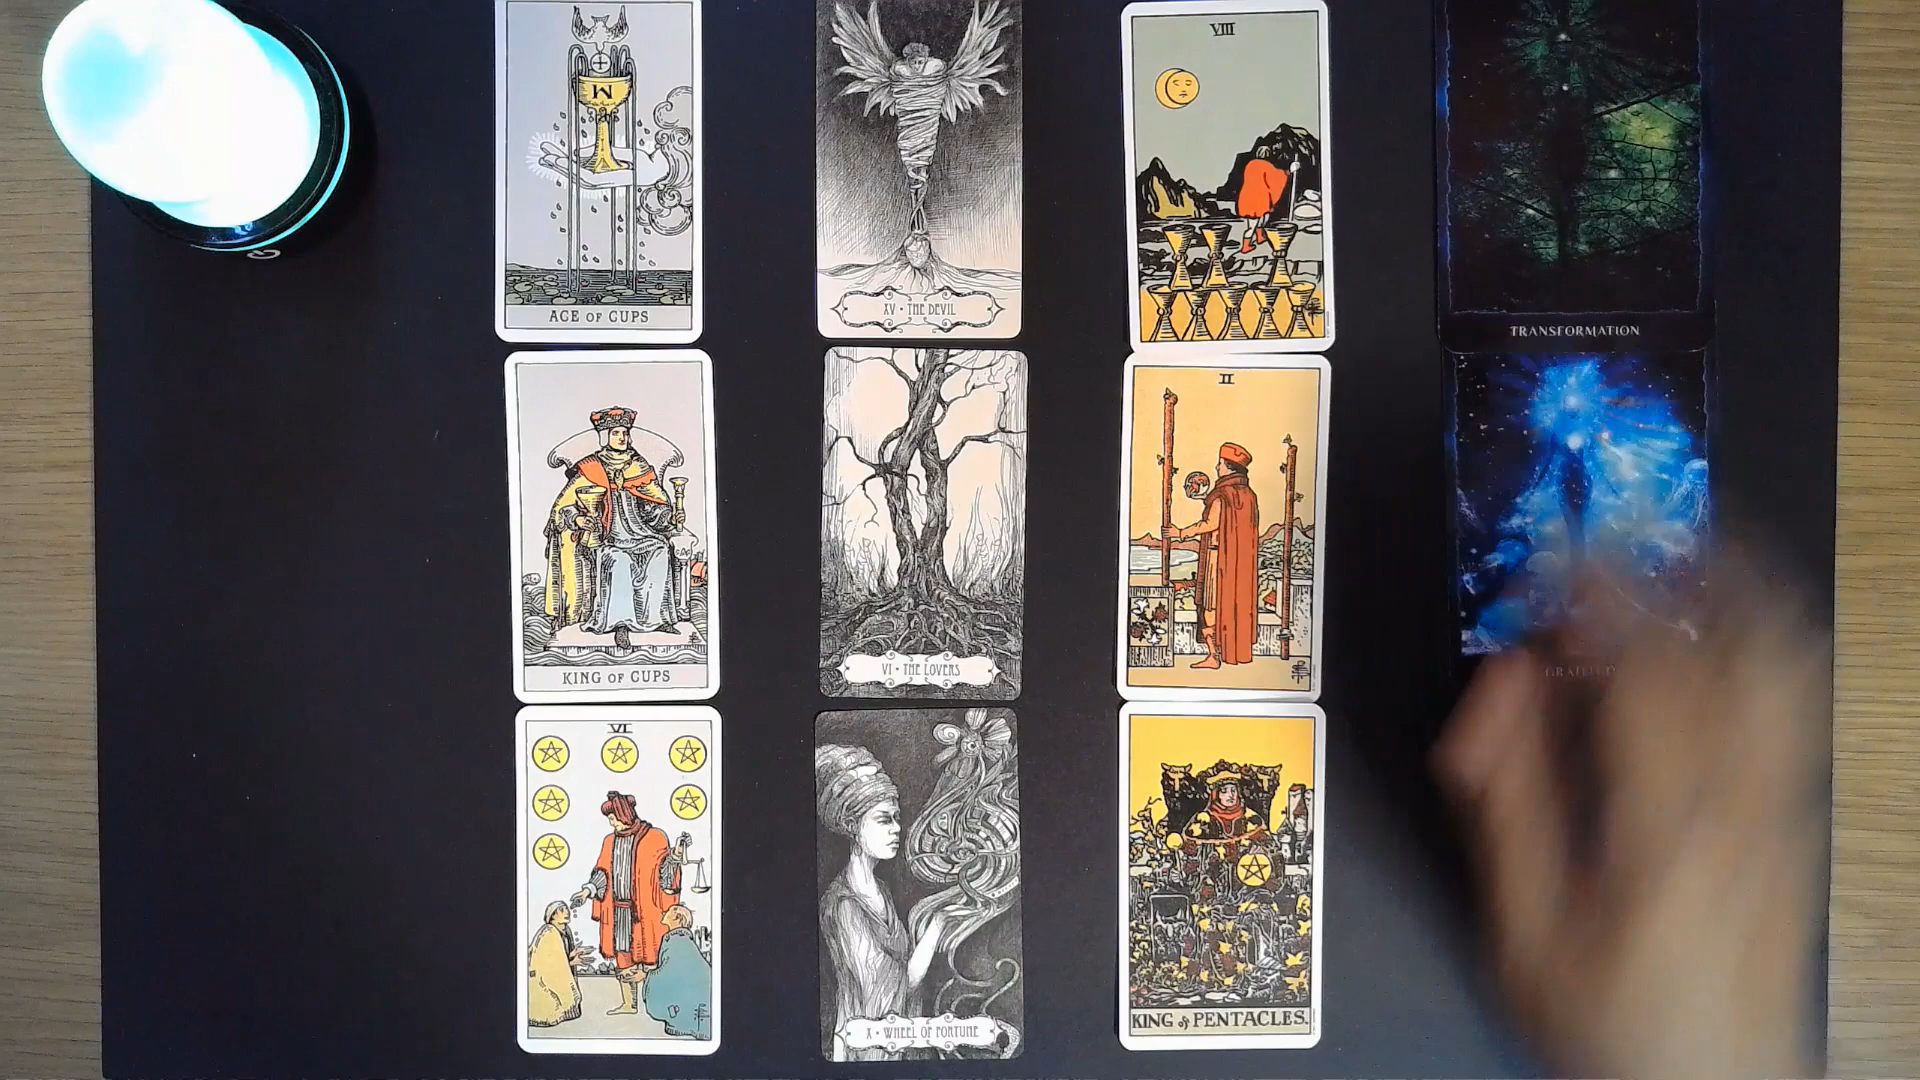 ACE OF CUPS
XV • THE DEVIL
VIII
TRANSFORMATION
KING OF CUPS
VI • THE LOVERS
II
VI
X • WHEEL OF FORTUNE
KING of PENTACLES.